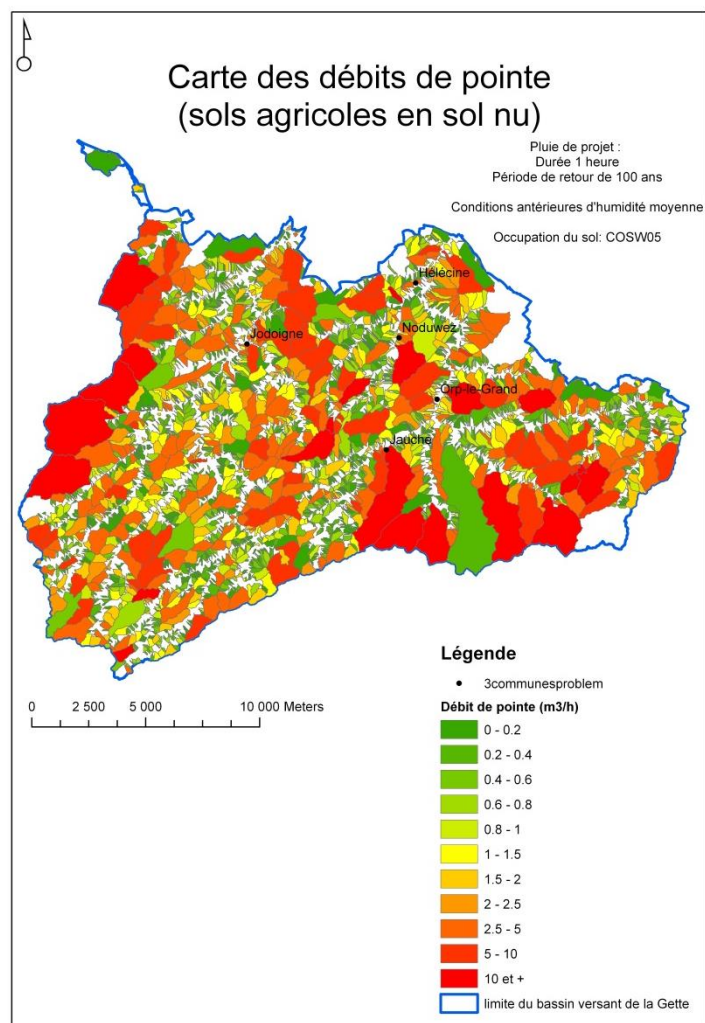 Carte des débits de pointe
(sols agricoles en sol nu)
Pluie de projet :
Durée 1 heure
Période de retour de 100 ans
Conditions antérieures d'humidité moyenne
Occupation du sol: COSW05
Hélécine
Jodoigne
Noduwez
Orp-le-Grand
Jauche
Légende
3communesproblem
Débit de pointe (m3/h)
0 - 0.2
0.2 - 0.4
0.4 - 0.6
0.6 - 0.8
0.8 - 1
1 - 1.5
1.5 - 2
2 - 2.5
2.5 - 5
5 - 10
10 et +
limite du bassin versant de la Gette
0 2 500 5 000 10 000 Meters